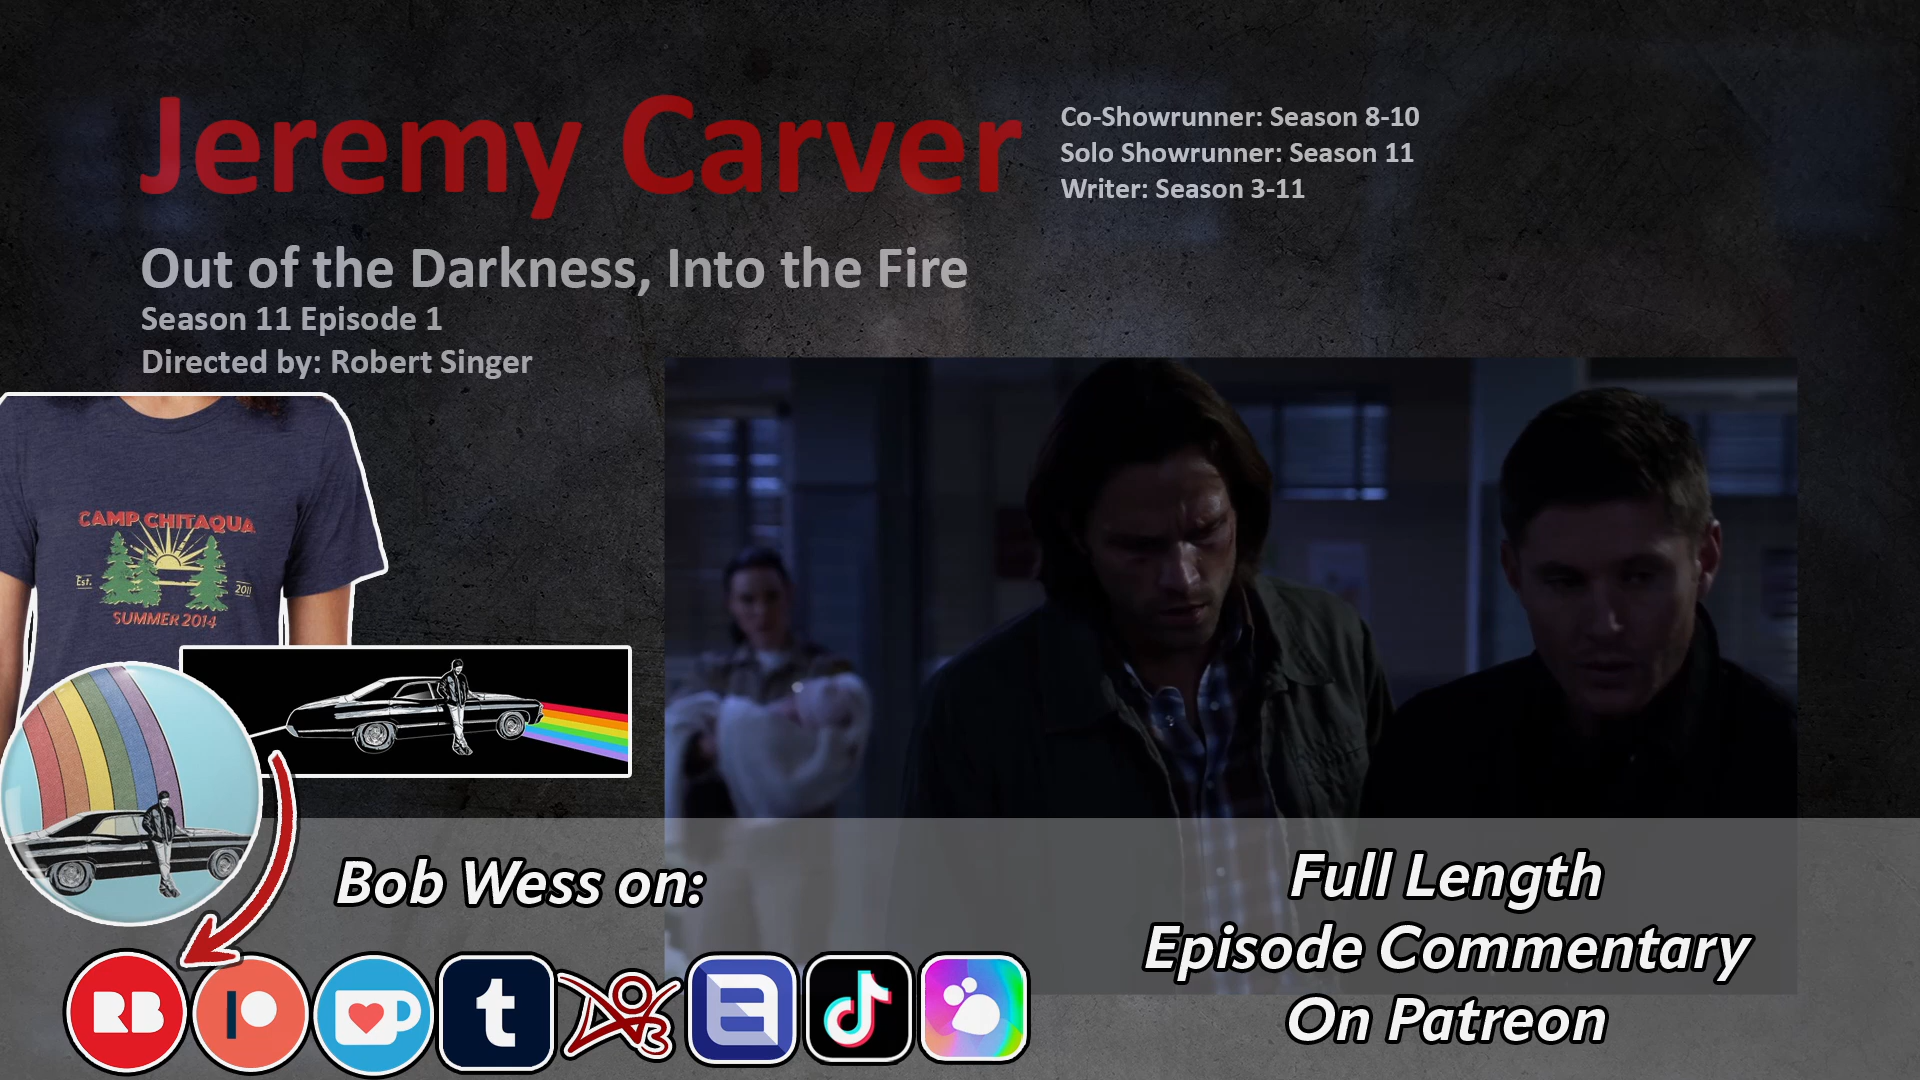 Jeremy Carver
Co-Showrunner: Season 8-10
Solo Showrunner: Season 11
Writer: Season 3-11
Out of the Darkness, Into the Fire
Season 11 Episode 1
Directed by: Robert Singer
CAMP CHITAQUA
Est.
2011
SUMMER 2014
Bob Wess on:
Full Length
Episode Commentary
On Patreon
RB
t